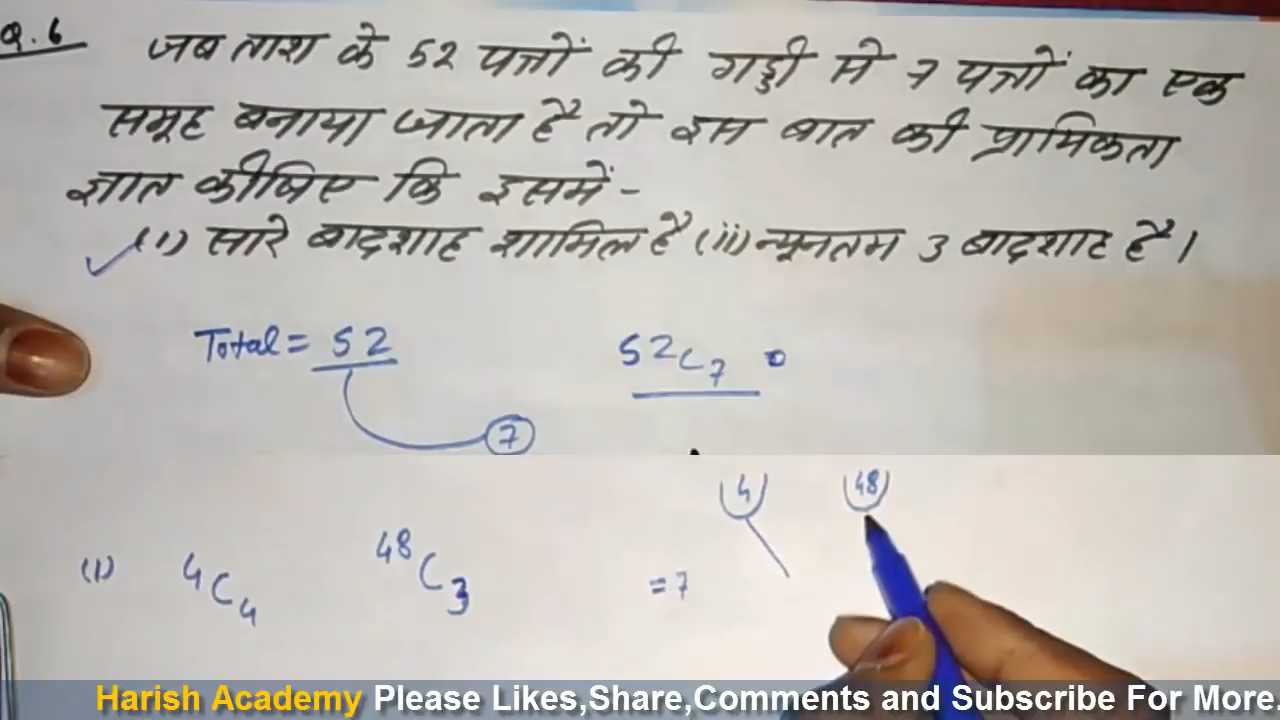 Q.6 जब ताश के 52 पत्तों की गड्डी से 7 पत्तों का एक
समूह बनाया जाता है तो इस बात की प्रायिकता
ज्ञात कीजिए कि इसमें-
(i) सारे बादशाह शामिल है (ii) न्यूनतम 3 बादशाह है।
Total = 52 52C7
7
4 48
(1) 4C4 48C3 = 7
Harish Academy Please Likes,Share,Comments and Subscribe For More.